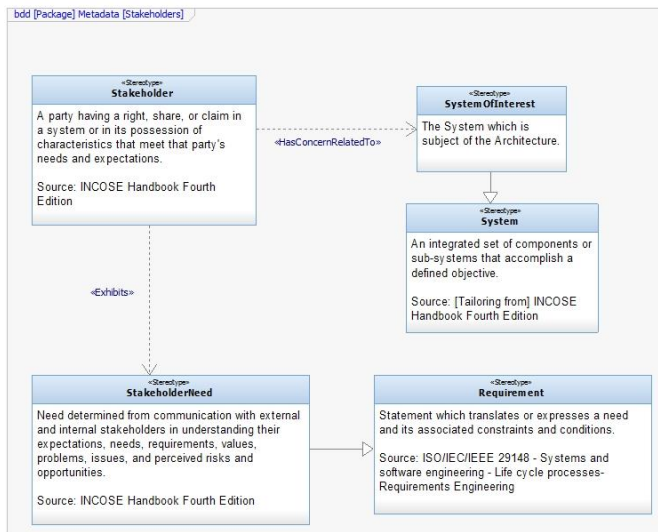 bdd [Package] Metadata [Stakeholders]
«Stereotype»
Stakeholder
A party having a right, share, or claim in
a system or in its possession of
characteristics that meet that party's
needs and expectations.
Source: INCOSE Handbook Fourth
Edition
«HasConcernRelatedTo»
«Stereotype»
SystemOfInterest
The System which is
subject of the Architecture.
«Stereotype»
System
An integrated set of components or
sub-systems that accomplish a
defined objective.
Source: [Tailoring from] INCOSE
Handbook Fourth Edition
«Exhibits»
«Stereotype»
StakeholderNeed
Need determined from communication with external
and internal stakeholders in understanding their
expectations, needs, requirements, values,
problems, issues, and perceived risks and
opportunities.
Source: INCOSE Handbook Fourth Edition
«Stereotype»
Requirement
Statement which translates or expresses a need
and its associated constraints and conditions.
Source: ISO/IEC/IEEE 29148 - Systems and
software engineering - Life cycle processes-
Requirements Engineering